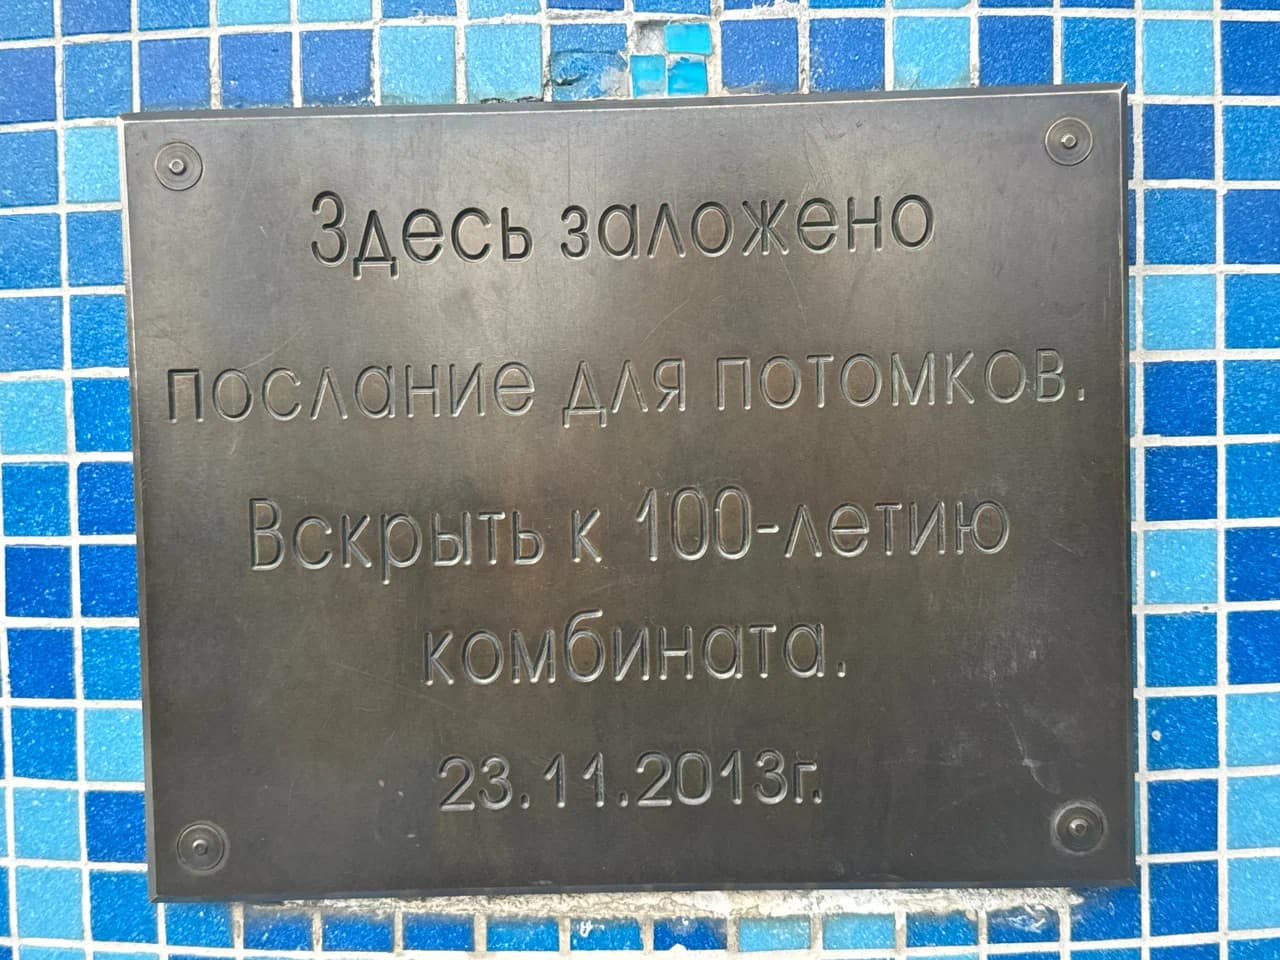 Здесь заложено
послание для потомков.
Вскрыть к 100-летию
комбината.
23.11.2013г.